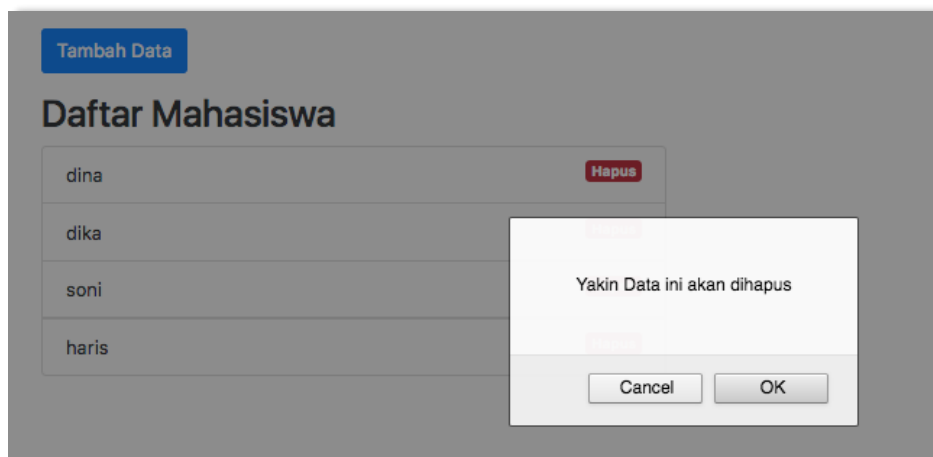 Tambah Data
Daftar Mahasiswa
dina
Hapus
dika
soni
haris
Yakin Data ini akan dihapus
Cancel
OK